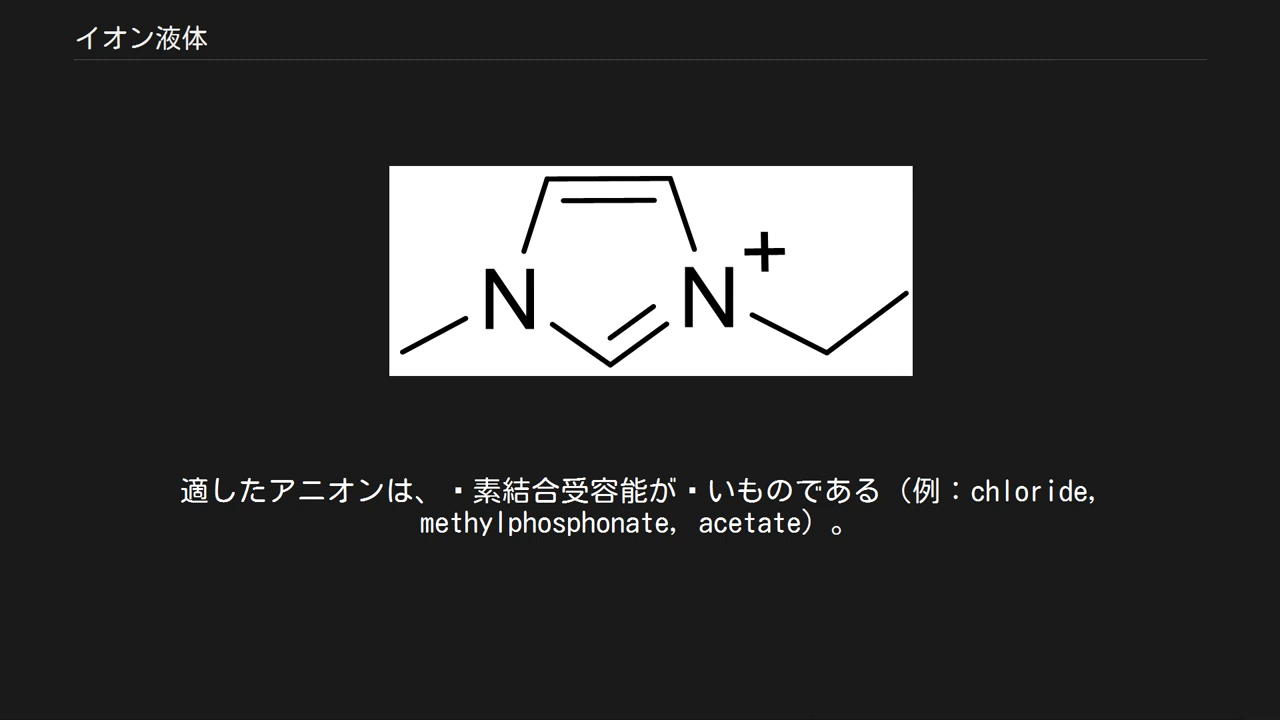 イオン液体
N
N
+
適したアニオンは、・素結合受容能が・いものである（例：chloride,
methylphosphonate, acetate）。